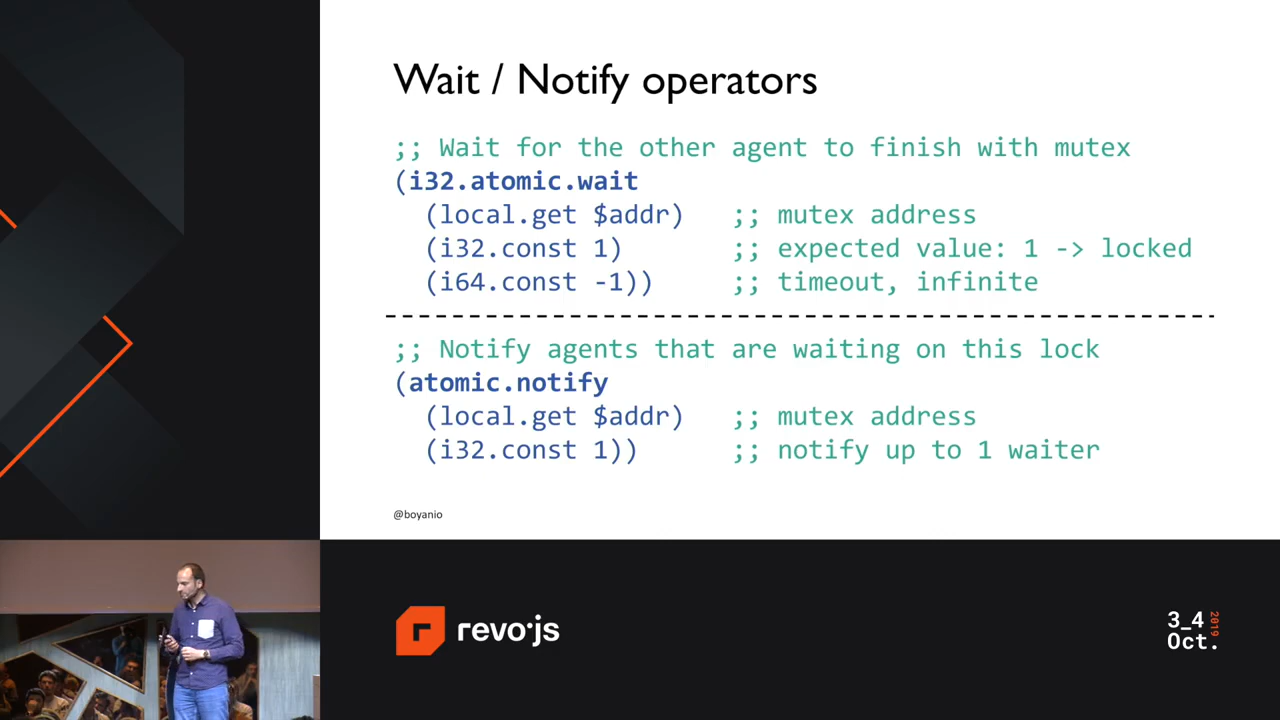 Wait / Notify operators
;; Wait for the other agent to finish with mutex
(i32.atomic.wait
(local.get $addr) ;; mutex address
(i32.const 1) ;; expected value: 1 -> locked
(i64.const -1)) ;; timeout, infinite
;; Notify agents that are waiting on this lock
(atomic.notify
(local.get $addr) ;; mutex address
(i32.const 1)) ;; notify up to 1 waiter
@boyanio
r revo·js
3_4 2019
Oct.